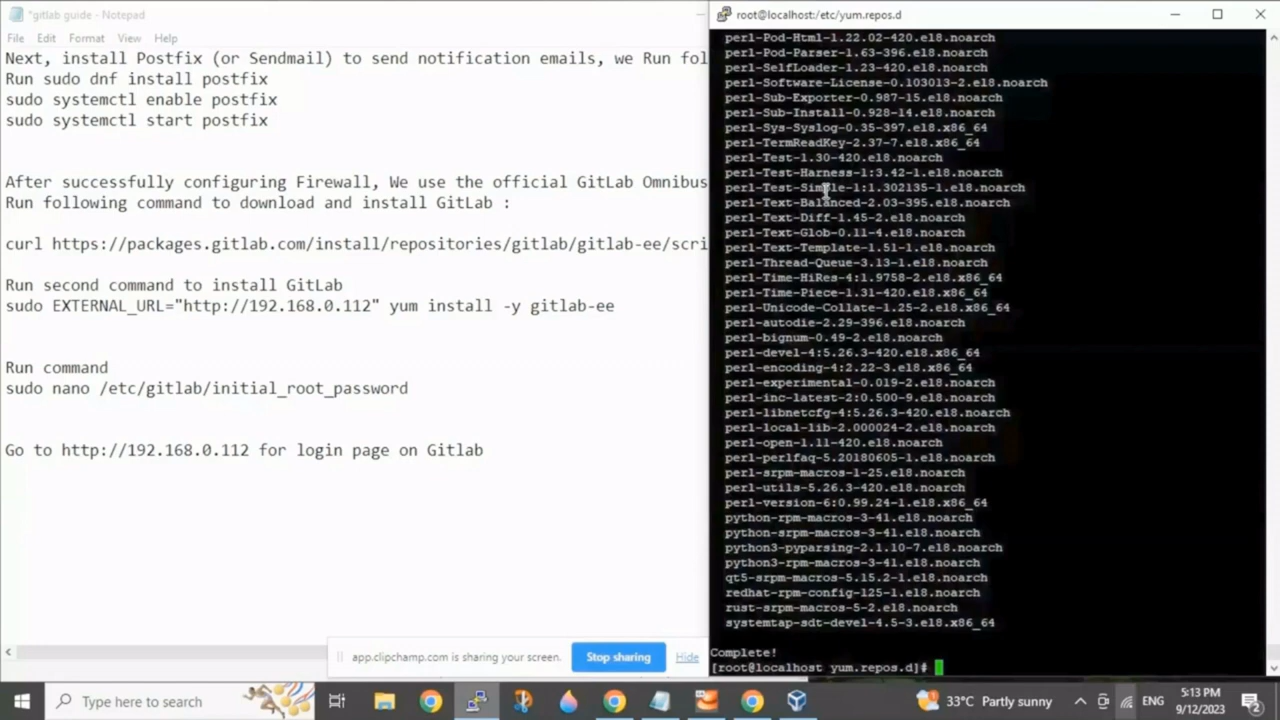 *gitlab guide - Notepad
File Edit Format View Help
Next, install Postfix (or Sendmail) to send notification emails, we Run fol
Run sudo dnf install postfix
sudo systemctl enable postfix
sudo systemctl start postfix
After successfully configuring Firewall, We use the official GitLab Omnibus
Run following command to download and install GitLab :
curl https://packages.gitlab.com/install/repositories/gitlab/gitlab-ee/scri
Run second command to install GitLab
sudo EXTERNAL_URL="http://192.168.0.112" yum install -y gitlab-ee
Run command
sudo nano /etc/gitlab/initial_root_password
Go to http://192.168.0.112 for login page on Gitlab
root@localhost:/etc/yum.repos.d
perl-Pod-Html-1.22.02-420.el8.noarch
perl-Pod-Parser-1.63-396.el8.noarch
perl-SelfLoader-1.23-420.el8.noarch
perl-Software-License-0.103013-2.el8.noarch
perl-Sub-Exporter-0.987-15.el8.noarch
perl-Sub-Install-0.928-14.el8.noarch
perl-Sys-Syslog-0.35-397.el8.x86_64
perl-TermReadKey-2.37-7.el8.x86_64
perl-Test-1.30-420.el8.noarch
perl-Test-Harness-1:3.42-1.el8.noarch
perl-Test-Simple-1:1.302135-1.el8.noarch
perl-Text-Balanced-2.03-395.el8.noarch
perl-Text-Diff-1.45-2.el8.noarch
perl-Text-Glob-0.11-4.el8.noarch
perl-Text-Template-1.51-1.el8.noarch
perl-Thread-Queue-3.13-1.el8.noarch
perl-Time-HiRes-4:1.9758-2.el8.x86_64
perl-Time-Piece-1.31-420.el8.x86_64
perl-Unicode-Collate-1.25-2.el8.x86_64
perl-autodie-2.29-396.el8.noarch
perl-bignum-0.49-2.el8.noarch
perl-devel-4:5.26.3-420.el8.x86_64
perl-encoding-4:2.22-3.el8.x86_64
perl-experimental-0.019-2.el8.noarch
perl-inc-latest-2:0.500-9.el8.noarch
perl-libnetcfg-4:5.26.3-420.el8.noarch
perl-local-lib-2.000024-2.el8.noarch
perl-open-1.11-420.el8.noarch
perl-perlfaq-5.20180605-1.el8.noarch
perl-srpm-macros-1-25.el8.noarch
perl-utils-5.26.3-420.el8.noarch
perl-version-6:0.99.24-1.el8.x86_64
python-rpm-macros-3-41.el8.noarch
python-srpm-macros-3-41.el8.noarch
python3-pyparsing-2.1.10-7.el8.noarch
python3-rpm-macros-3-41.el8.noarch
qt5-srpm-macros-5.15.2-1.el8.noarch
redhat-rpm-config-125-1.el8.noarch
rust-srpm-macros-5-2.el8.noarch
systemtap-sdt-devel-4.5-3.el8.x86_64
Complete!
[root@localhost yum.repos.d]#
app.clipchamp.com is sharing your screen. Stop sharing Hide
Type here to search 33°C Partly sunny ENG 5:13 PM
9/12/2023 2